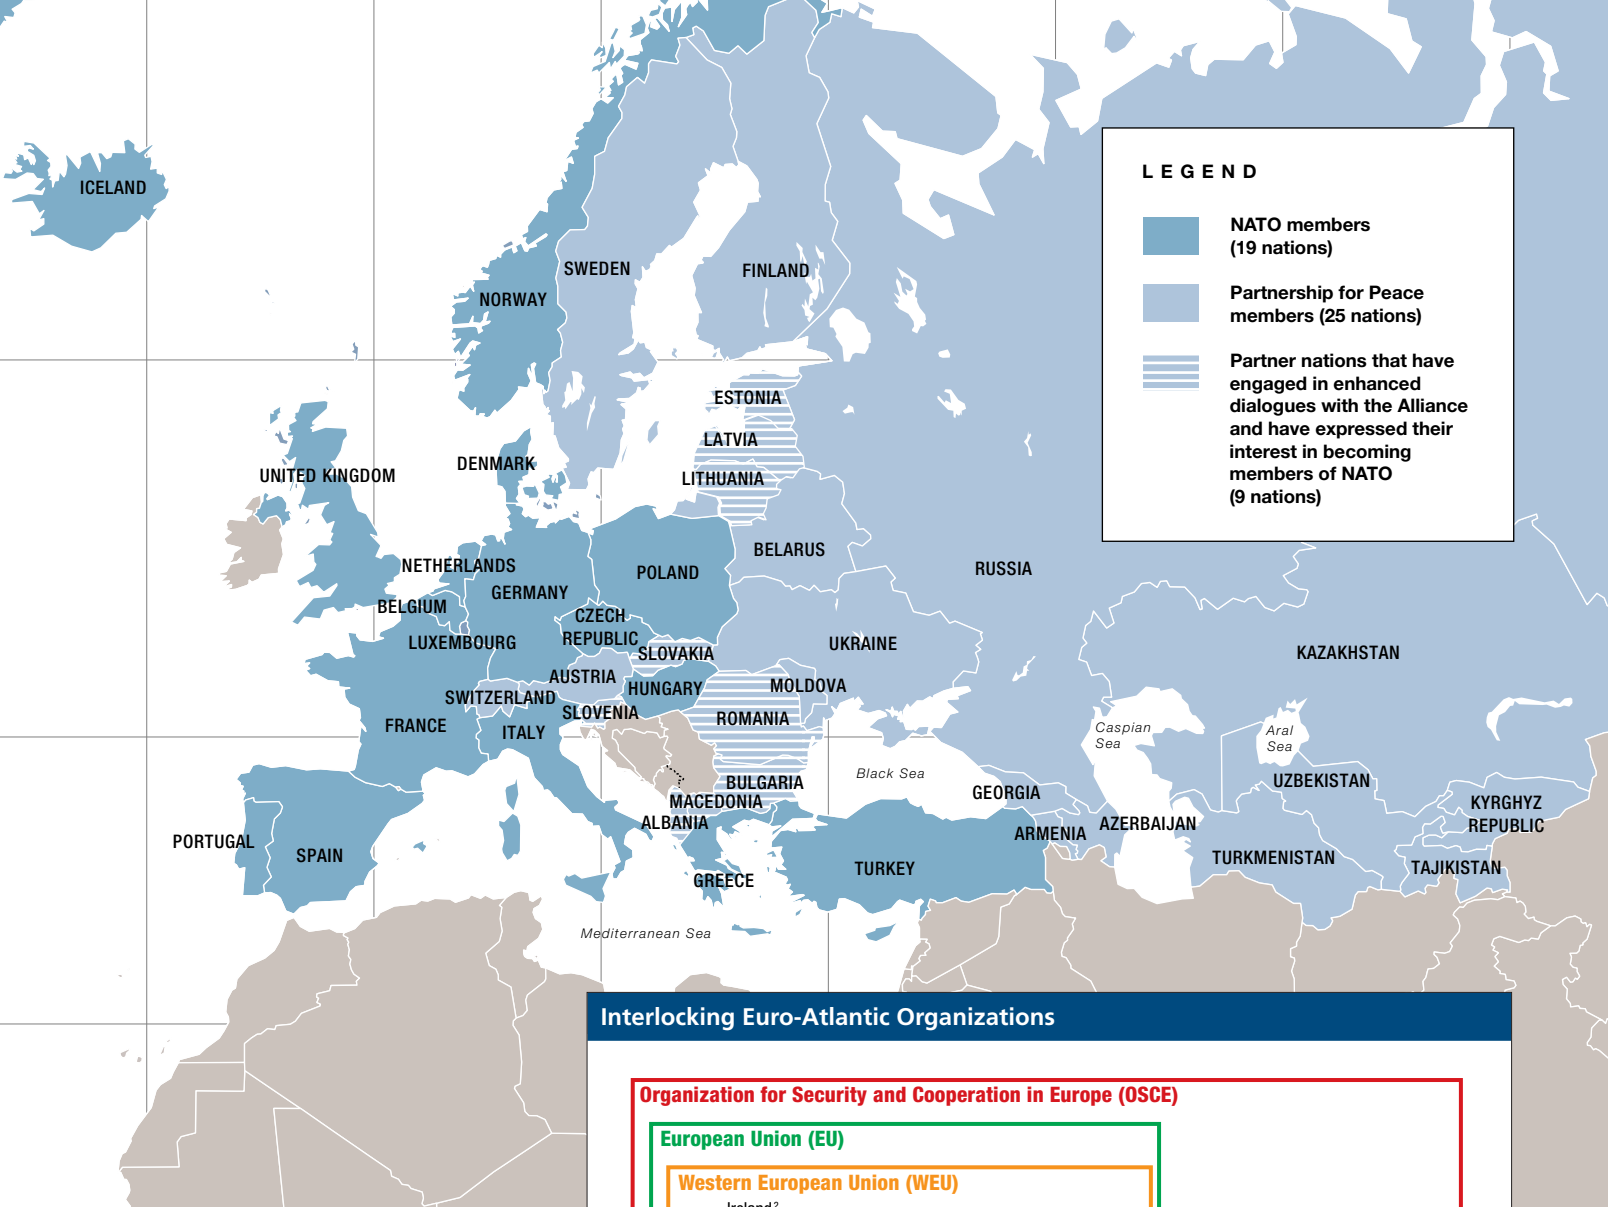 ICELAND
SWEDEN
FINLAND
NORWAY
ESTONIA
LATVIA
LITHUANIA
DENMARK
UNITED KINGDOM
NETHERLANDS
BELARUS
POLAND
GERMANY
RUSSIA
BELGIUM
CZECH
REPUBLIC
LUXEMBOURG
SLOVAKIA
UKRAINE
KAZAKHSTAN
AUSTRIA
HUNGARY
MOLDOVA
SWITZERLAND
SLOVENIA
ROMANIA
FRANCE
ITALY
Caspian
Sea
Aral
Sea
Black Sea
BULGARIA
UZBEKISTAN
GEORGIA
MACEDONIA
KYRGHYZ
REPUBLIC
ALBANIA
ARMENIA
AZERBAIJAN
PORTUGAL
SPAIN
TURKMENISTAN
TAJIKISTAN
TURKEY
GREECE
Mediterranean Sea
LEGEND
NATO members
(19 nations)
Partnership for Peace
members (25 nations)
Partner nations that have
engaged in enhanced
dialogues with the Alliance
and have expressed their
interest in becoming
members of NATO
(9 nations)
Interlocking Euro-Atlantic Organizations
Organization for Security and Cooperation in Europe (OSCE)
European Union (EU)
Western European Union (WEU)
Ireland²